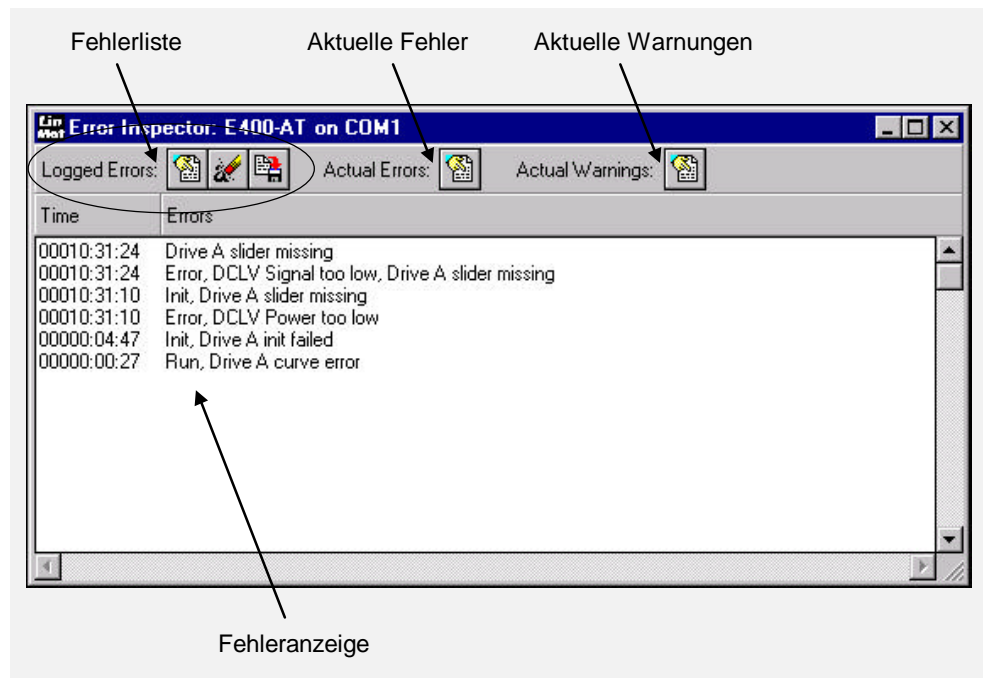 Fehlerliste Aktuelle Fehler Aktuelle Warnungen
Lin Mot Error Inspector: E400-AT on COM1
Logged Errors: Actual Errors: Actual Warnings:
Time Errors
00010:31:24 Drive A slider missing
00010:31:24 Error, DCLV Signal too low, Drive A slider missing
00010:31:10 Init, Drive A slider missing
00010:31:10 Error, DCLV Power too low
00000:04:47 Init, Drive A init failed
00000:00:27 Run, Drive A curve error
Fehleranzeige